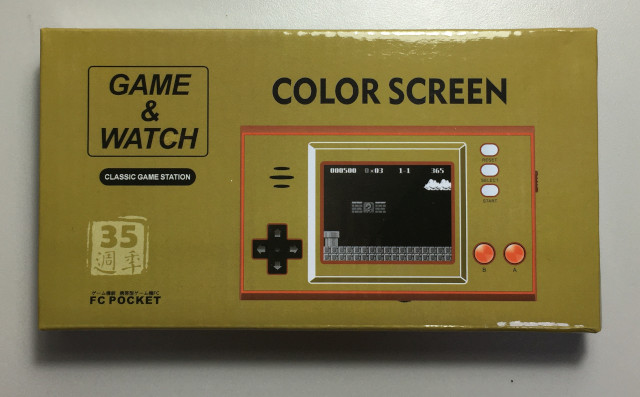 GAME
&
WATCH
COLOR SCREEN
CLASSIC GAME STATION
000500 ×03 1-1 365
RESET
SELECT
START
B A
35
週年
FC POCKET